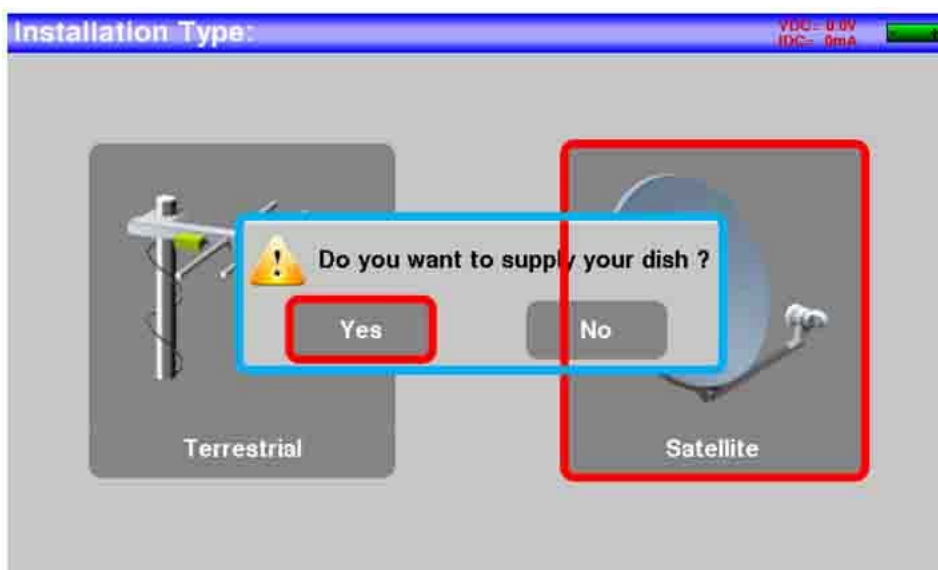 Installation Type:
VDC= 0.0V
IDC= 0mA
Do you want to supply your dish ?
Yes
No
Terrestrial
Satellite